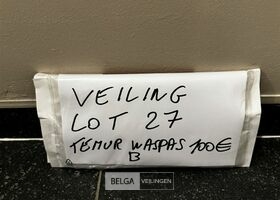 VEILING
LOT 27
TEMUR WASPAS 100€
B
BELGA VEILINGEN